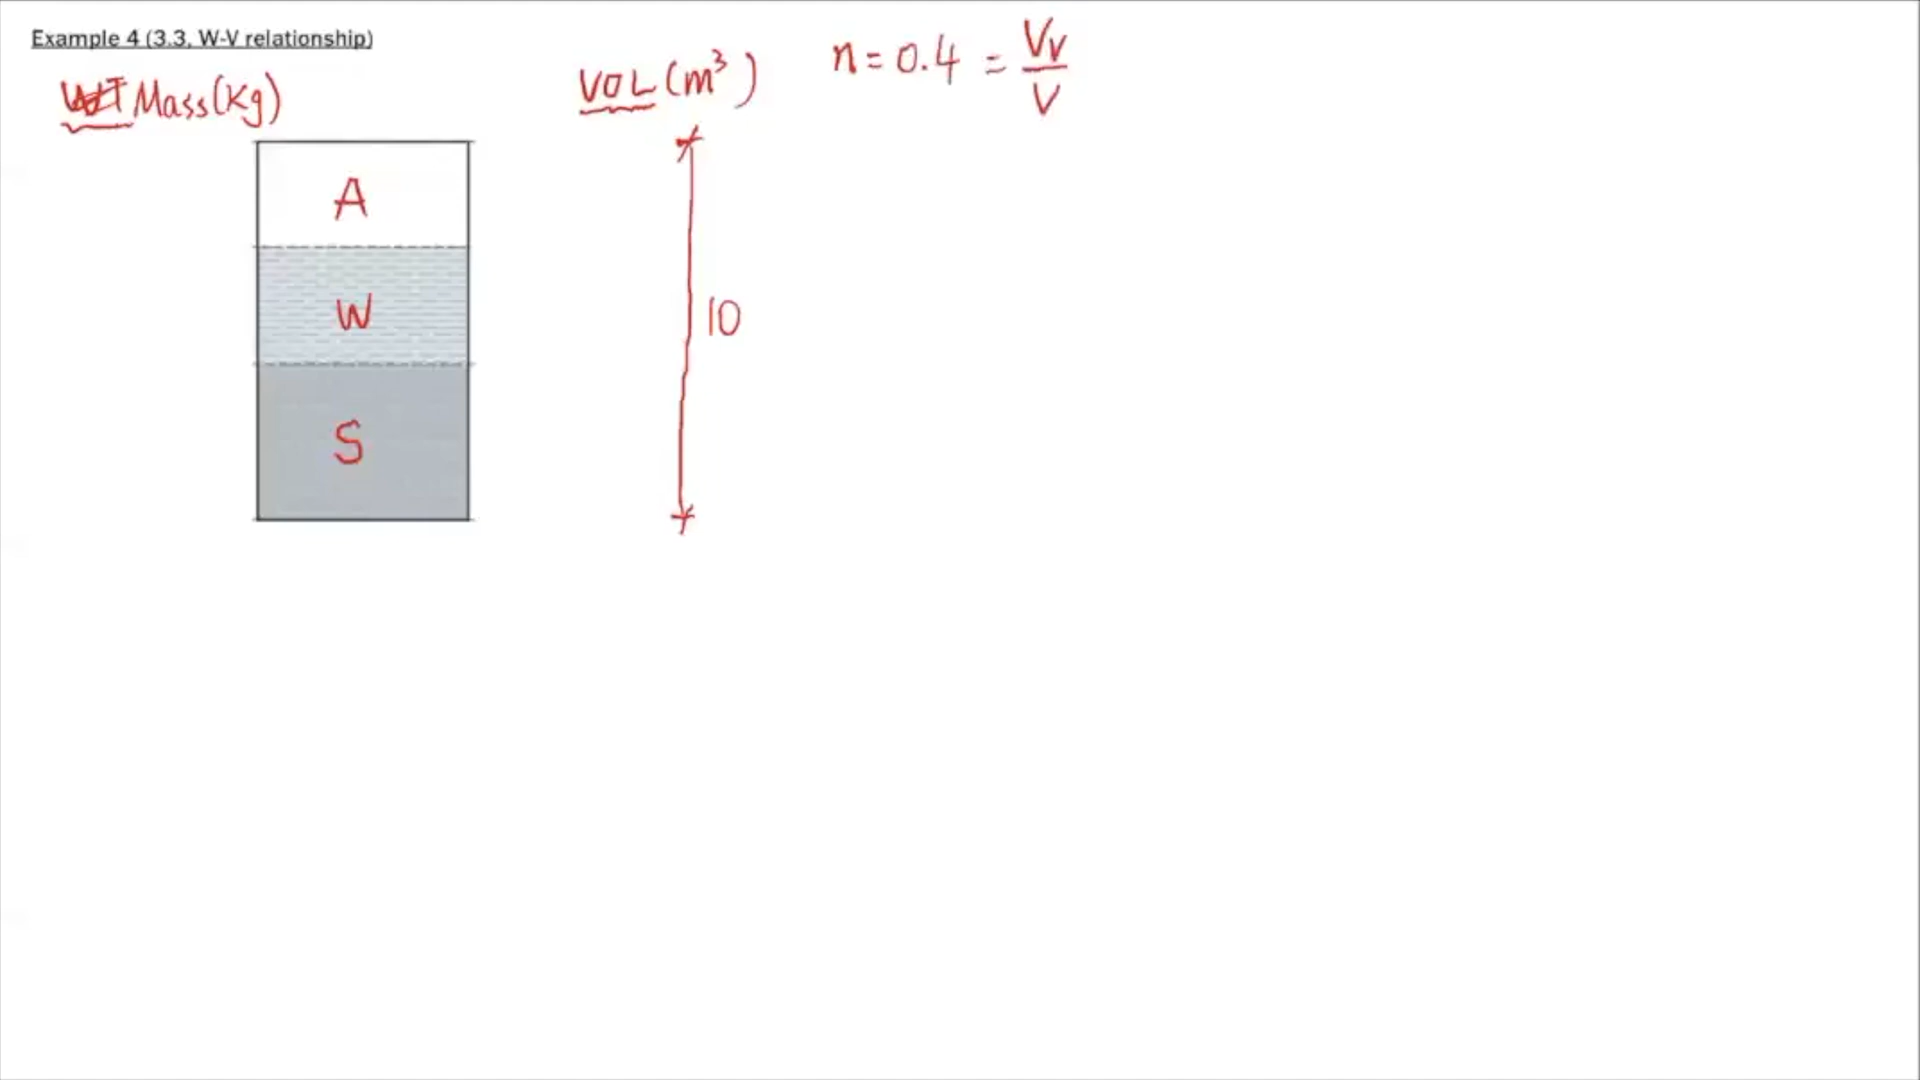 Example 4 (3.3, W-V relationship)
Mass(Kg)
VOL (m³)
n = 0.4 = Vv/V
A
W
10
S